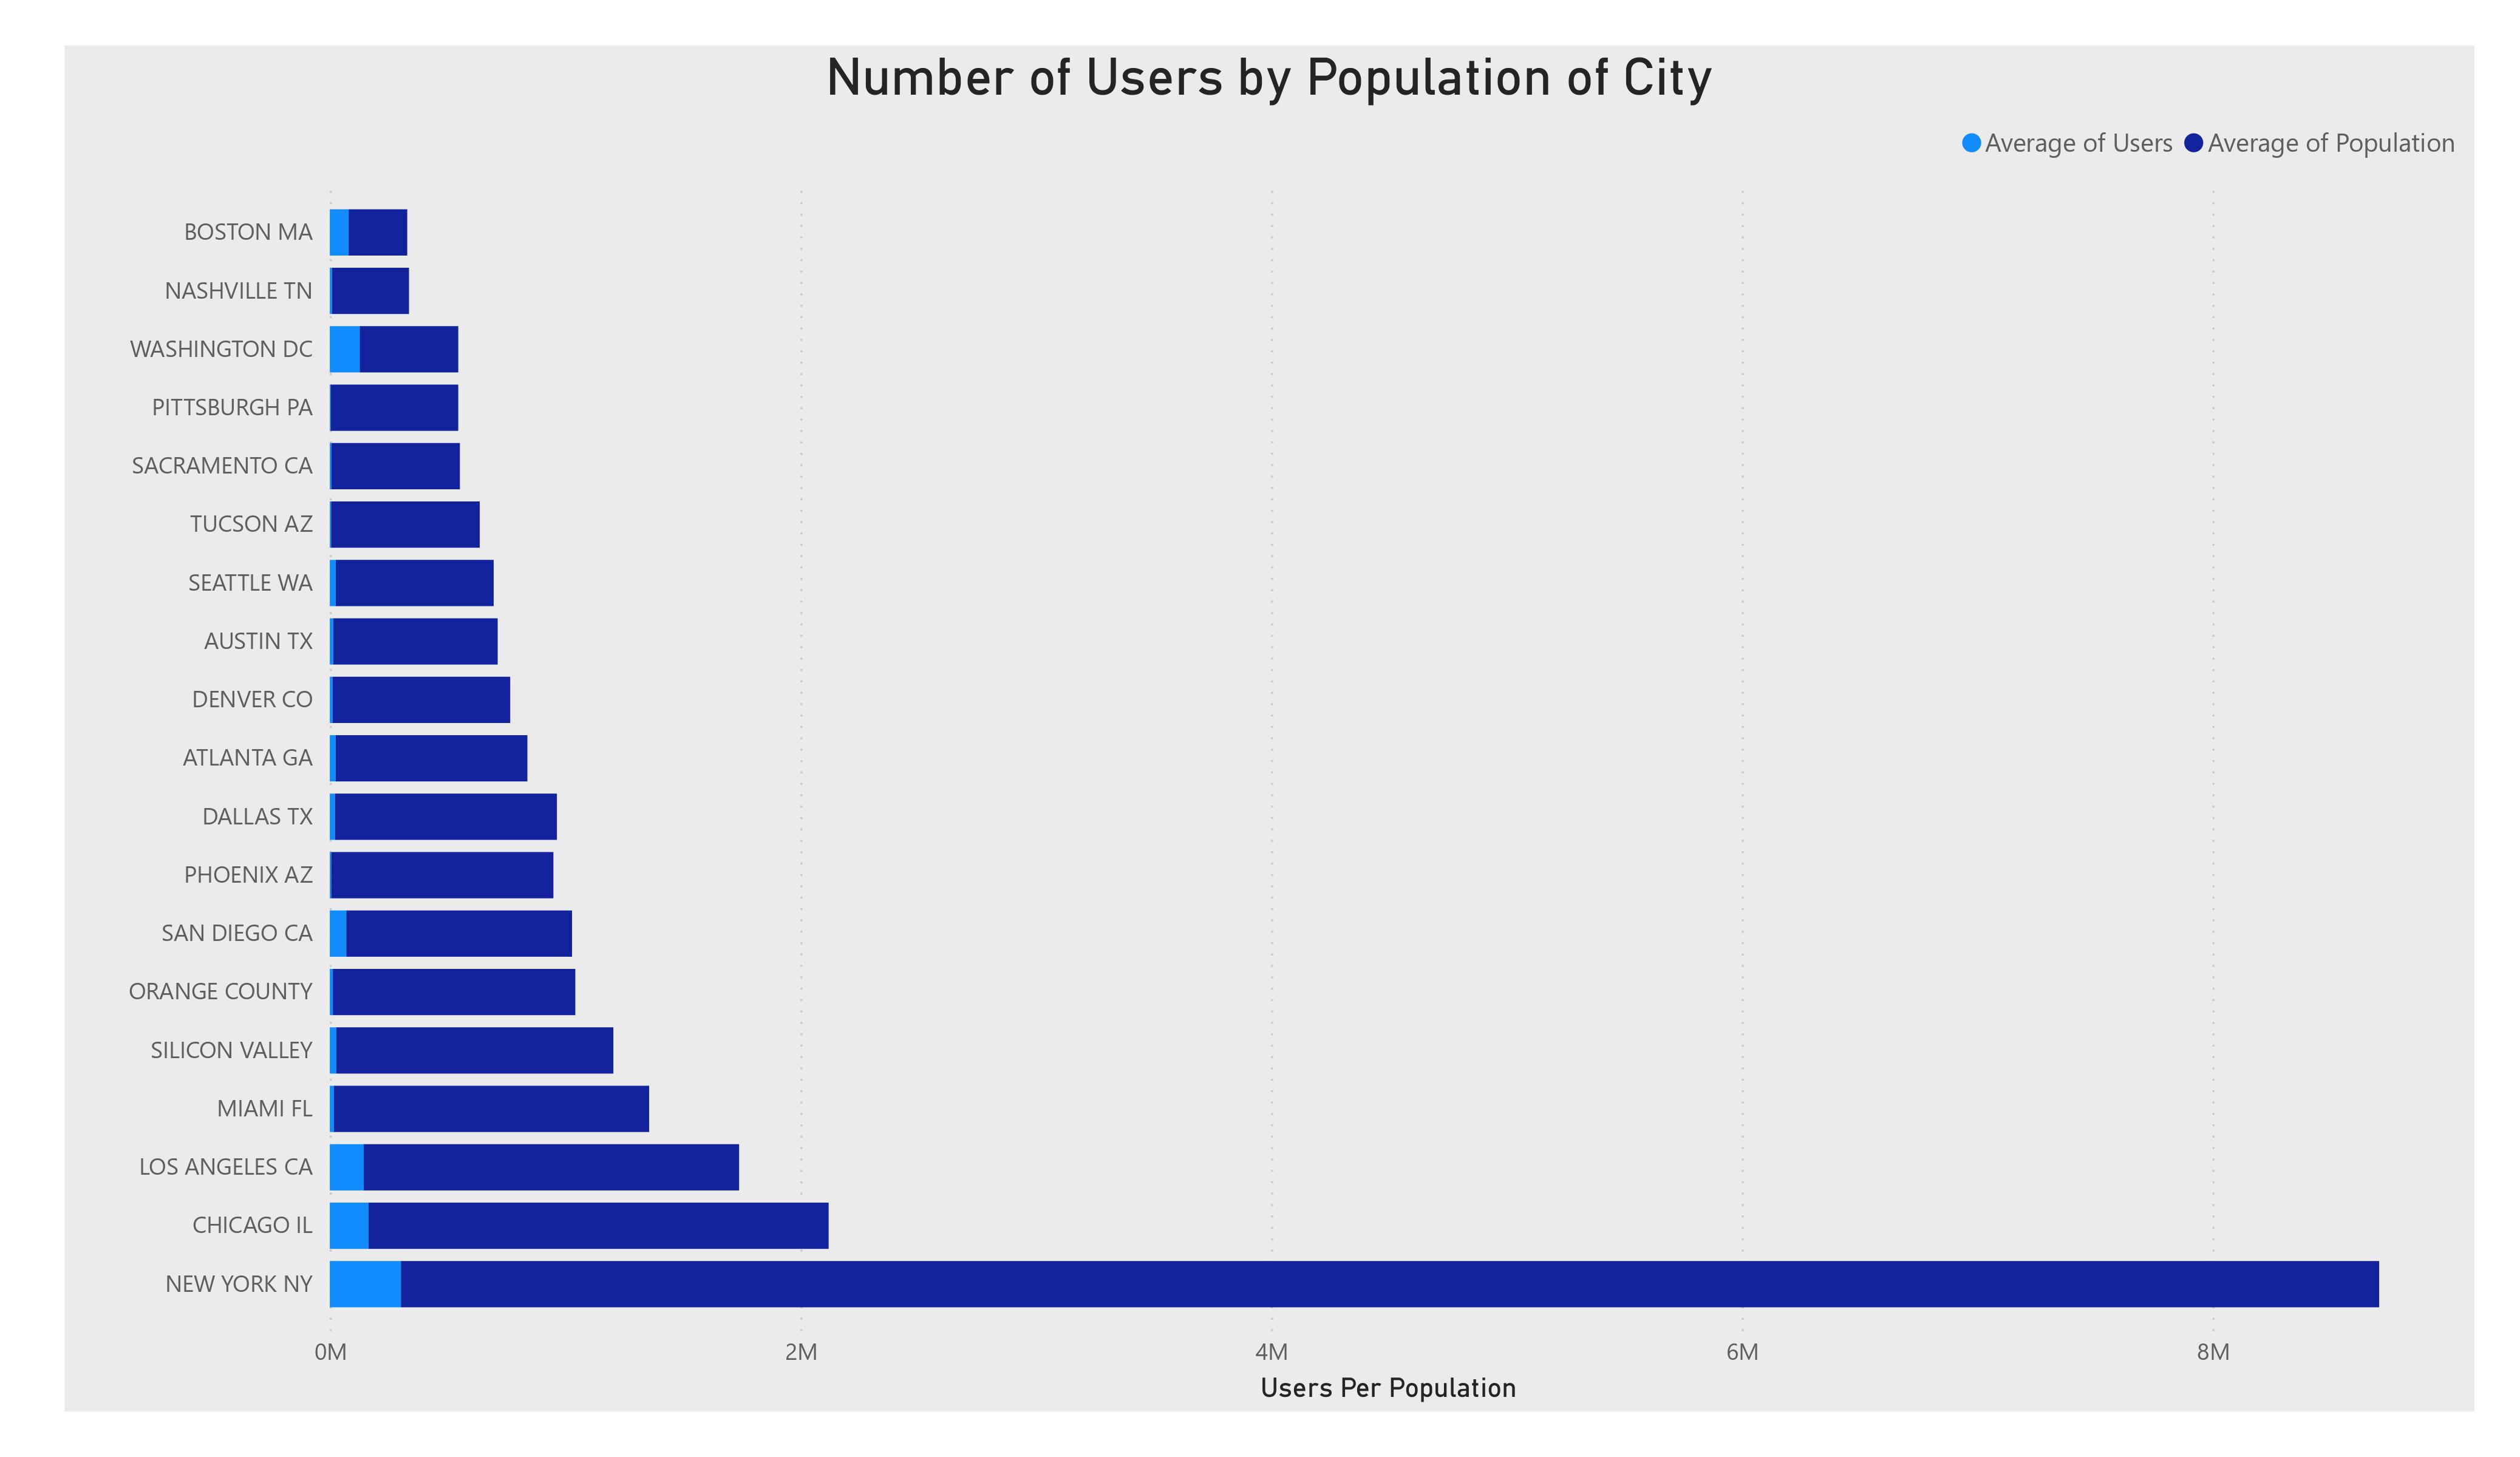 Number of Users by Population of City
Average of Users Average of Population
BOSTON MA
NASHVILLE TN
WASHINGTON DC
PITTSBURGH PA
SACRAMENTO CA
TUCSON AZ
SEATTLE WA
AUSTIN TX
DENVER CO
ATLANTA GA
DALLAS TX
PHOENIX AZ
SAN DIEGO CA
ORANGE COUNTY
SILICON VALLEY
MIAMI FL
LOS ANGELES CA
CHICAGO IL
NEW YORK NY
0M 2M 4M 6M 8M
Users Per Population